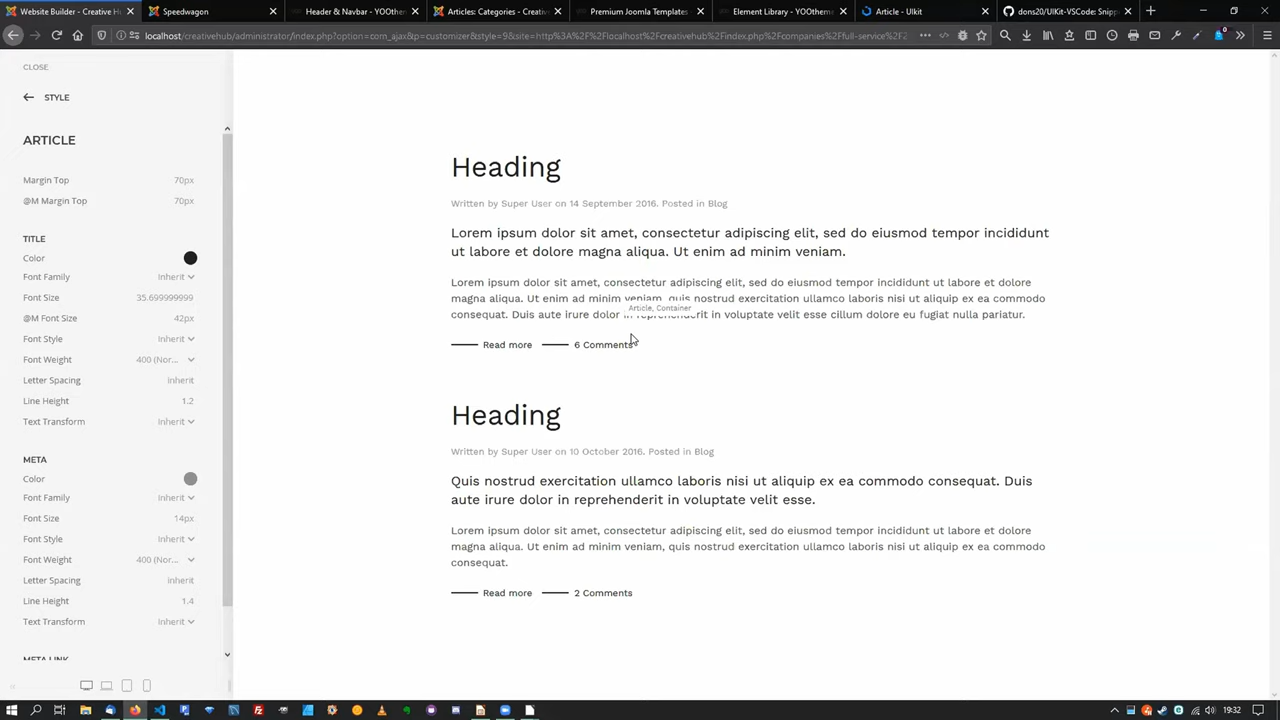 Website Builder - Creative H
Speedwagon
Header & Navbar - YOOthe
Articles: Categories - Creativ
Premium Joomla Templates
Element Library - YOOthem
Article - UIkit
dons20/UIKit-VSCode: Snipp
localhost/creativehub/administrator/index.php?option=com_ajax&p=customizer&style=9&site=http%3A%2F%2Flocalhost%2Fcreativehub%2Findex.php%2Fcompanies%2Ffull-service%2F2
CLOSE
STYLE
ARTICLE
Margin Top 70px
@M Margin Top 70px
TITLE
Color
Font Family Inherit
Font Size 35.699999999
@M Font Size 42px
Font Style Inherit
Font Weight 400 (Nor...
Letter Spacing inherit
Line Height 1.2
Text Transform Inherit
META
Color
Font Family Inherit
Font Size 14px
Font Style Inherit
Font Weight 400 (Nor...
Letter Spacing inherit
Line Height 1.4
Text Transform Inherit
META LINK
Heading
Written by Super User on 14 September 2016. Posted in Blog
Lorem ipsum dolor sit amet, consectetur adipiscing elit, sed do eiusmod tempor incididunt
ut labore et dolore magna aliqua. Ut enim ad minim veniam.
Lorem ipsum dolor sit amet, consectetur adipiscing elit, sed do eiusmod tempor incididunt ut labore et dolore
magna aliqua. Ut enim ad minim veniam, quis nostrud exercitation ullamco laboris nisi ut aliquip ex ea commodo
Article, Container
consequat. Duis aute irure dolor in reprehenderit in voluptate velit esse cillum dolore eu fugiat nulla pariatur.
Read more 6 Comments
Heading
Written by Super User on 10 October 2016. Posted in Blog
Quis nostrud exercitation ullamco laboris nisi ut aliquip ex ea commodo consequat. Duis
aute irure dolor in reprehenderit in voluptate velit esse.
Lorem ipsum dolor sit amet, consectetur adipiscing elit, sed do eiusmod tempor incididunt ut labore et dolore
magna aliqua. Ut enim ad minim veniam, quis nostrud exercitation ullamco laboris nisi ut aliquip ex ea commodo
consequat.
Read more 2 Comments
19:32